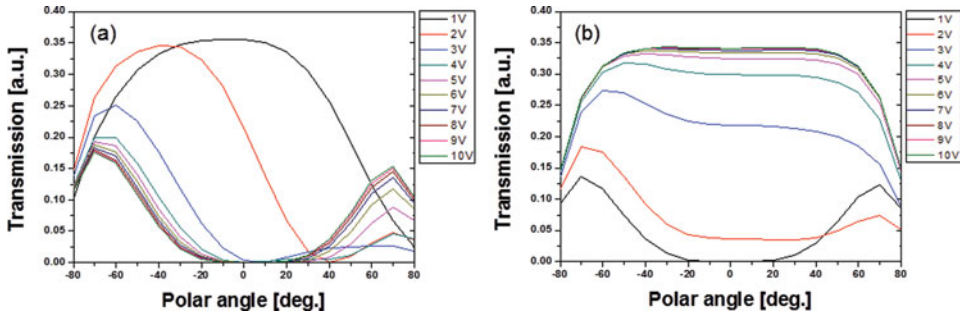 (a)
Transmission [a.u.]
0.40
0.35
0.30
0.25
0.20
0.15
0.10
0.05
0.00
-80 -60 -40 -20 0 20 40 60 80
Polar angle [deg.]
1V
2V
3V
4V
5V
6V
7V
8V
9V
10V
(b)
Transmission [a.u.]
0.40
0.35
0.30
0.25
0.20
0.15
0.10
0.05
0.00
-80 -60 -40 -20 0 20 40 60 80
Polar angle [deg.]
1V
2V
3V
4V
5V
6V
7V
8V
9V
10V